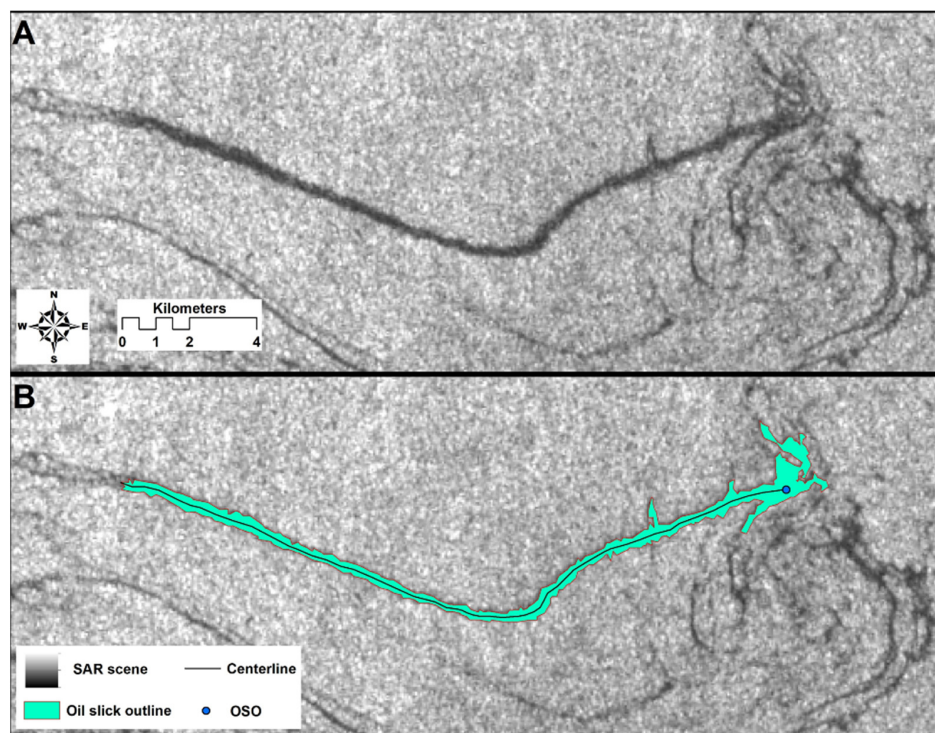 A
N
W E
S
Kilometers
0 1 2 4
B
SAR scene
Centerline
Oil slick outline
OSO